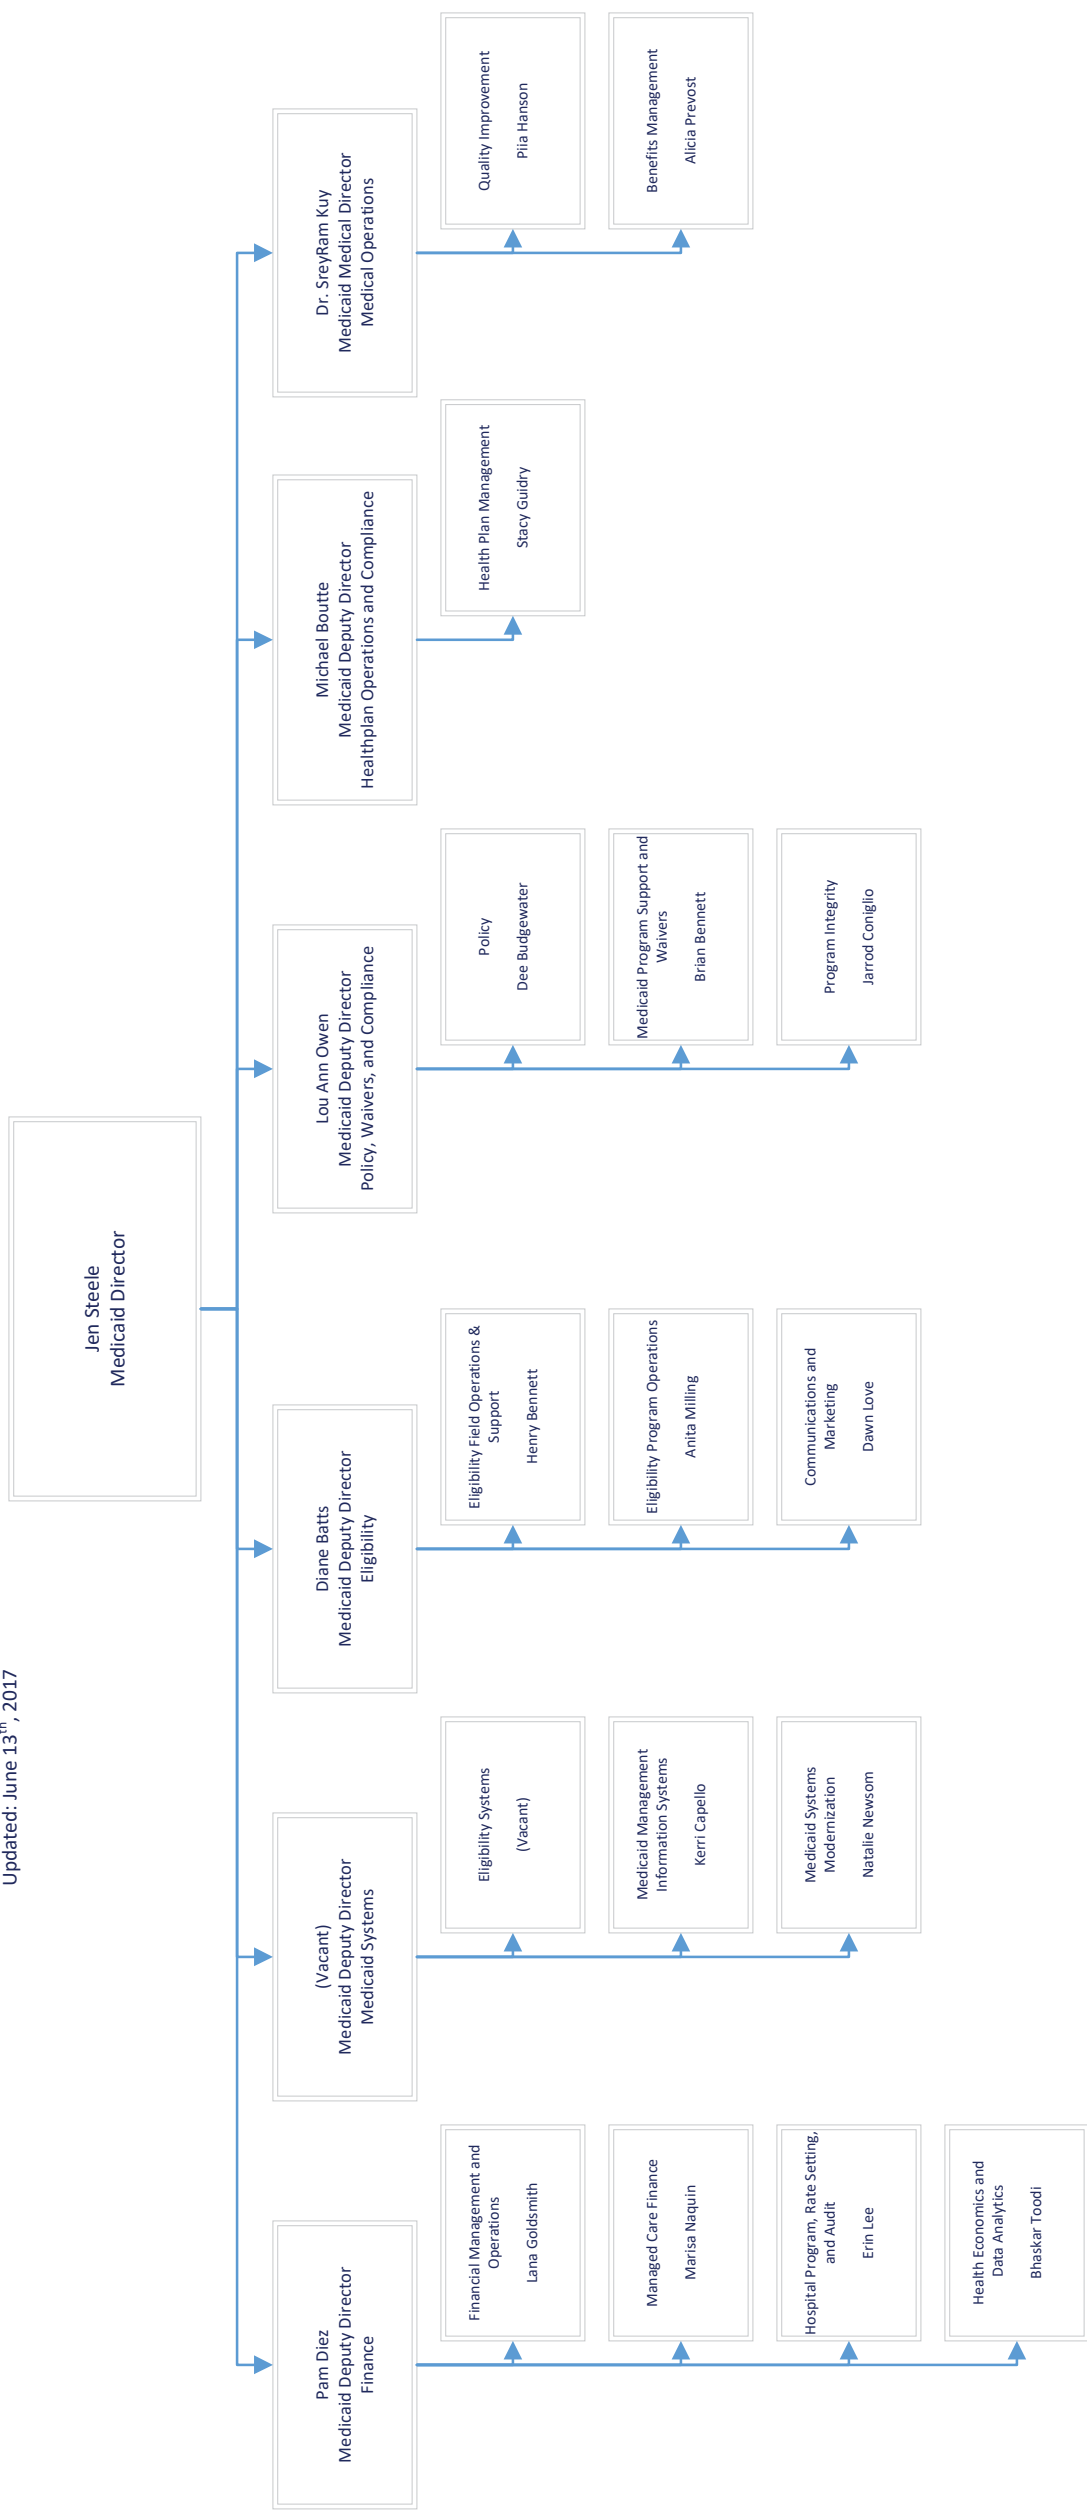 Updated: June 13th, 2017
Jen Steele
Medicaid Director
Pam Diez
Medicaid Deputy Director
Finance
Financial Management and
Operations
Lana Goldsmith
Managed Care Finance
Marisa Naquin
Hospital Program, Rate Setting,
and Audit
Erin Lee
Health Economics and
Data Analytics
Bhaskar Toodi
(Vacant)
Medicaid Deputy Director
Medicaid Systems
Eligibility Systems
(Vacant)
Medicaid Management
Information Systems
Kerri Capello
Medicaid Systems
Modernization
Natalie Newsom
Diane Batts
Medicaid Deputy Director
Eligibility
Eligibility Field Operations &
Support
Henry Bennett
Eligibility Program Operations
Anita Milling
Communications and
Marketing
Dawn Love
Lou Ann Owen
Medicaid Deputy Director
Policy, Waivers, and Compliance
Policy
Dee Budgewater
Medicaid Program Support and
Waivers
Brian Bennett
Program Integrity
Jarrod Coniglio
Michael Boutte
Medicaid Deputy Director
Healthplan Operations and Compliance
Health Plan Management
Stacy Guidry
Dr. SreyRam Kuy
Medicaid Medical Director
Medical Operations
Quality Improvement
Piia Hanson
Benefits Management
Alicia Prevost